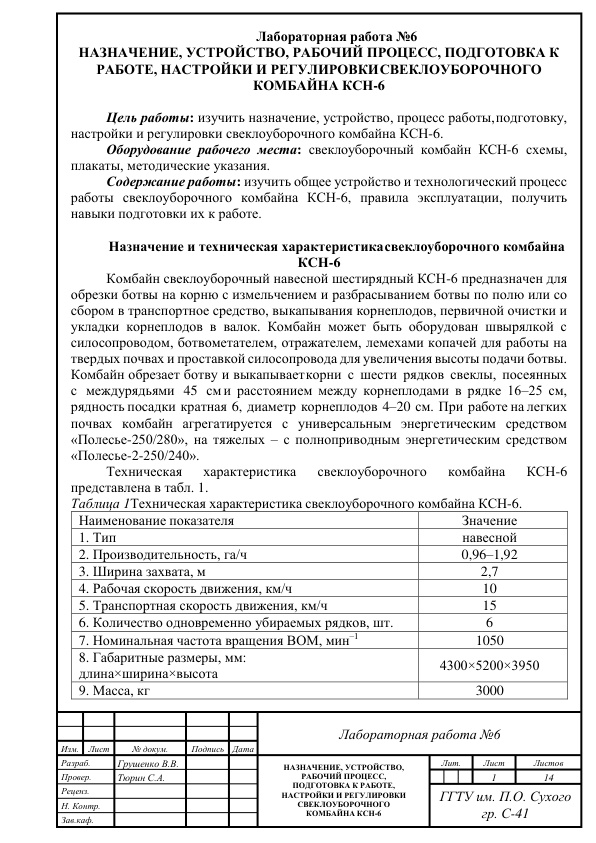 Лабораторная работа №6
НАЗНАЧЕНИЕ, УСТРОЙСТВО, РАБОЧИЙ ПРОЦЕСС, ПОДГОТОВКА К
РАБОТЕ, НАСТРОЙКИ И РЕГУЛИРОВКИ СВЕКЛОУБОРОЧНОГО
КОМБАЙНА КСН-6
Цель работы: изучить назначение, устройство, процесс работы, подготовку,
настройки и регулировки свеклоуборочного комбайна КСН-6.
Оборудование рабочего места: свеклоуборочный комбайн КСН-6 схемы,
плакаты, методические указания.
Содержание работы: изучить общее устройство и технологический процесс
работы свеклоуборочного комбайна КСН-6, правила эксплуатации, получить
навыки подготовки их к работе.
Назначение и техническая характеристика свеклоуборочного комбайна
КСН-6
Комбайн свеклоуборочный навесной шестирядный КСН-6 предназначен для
обрезки ботвы на корню с измельчением и разбрасыванием ботвы по полю или со
сбором в транспортное средство, выкапывания корнеплодов, первичной очистки и
укладки корнеплодов в валок. Комбайн может быть оборудован швырялкой с
силосопроводом, ботвометателем, отражателем, лемехами копачей для работы на
твердых почвах и проставкой силосопровода для увеличения высоты подачи ботвы.
Комбайн обрезает ботву и выкапывает корни с шести рядков свеклы, посеянных
с междурядьями 45 см и расстоянием между корнеплодами в рядке 16–25 см,
рядность посадки кратная 6, диаметр корнеплодов 4–20 см. При работе на легких
почвах комбайн агрегатируется с универсальным энергетическим средством
«Полесье-250/280», на тяжелых – с полноприводным энергетическим средством
«Полесье-2-250/240».
Техническая характеристика свеклоуборочного комбайна КСН-6
представлена в табл. 1.
Таблица 1Техническая характеристика свеклоуборочного комбайна КСН-6.
Наименование показателя Значение
1. Тип навесной
2. Производительность, га/ч 0,96–1,92
3. Ширина захвата, м 2,7
4. Рабочая скорость движения, км/ч 10
5. Транспортная скорость движения, км/ч 15
6. Количество одновременно убираемых рядков, шт. 6
7. Номинальная частота вращения ВОМ, мин⁻¹ 1050
8. Габаритные размеры, мм:
длина×ширина×высота 4300×5200×3950
9. Масса, кг 3000
Лабораторная работа №6
Изм. Лист № докум. Подпись Дата
Разраб. Грушенко В.В.
Провер. Тюрин С.А.
Реценз.
Н. Контр.
Зав.каф.
НАЗНАЧЕНИЕ, УСТРОЙСТВО,
РАБОЧИЙ ПРОЦЕСС,
ПОДГОТОВКА К РАБОТЕ,
НАСТРОЙКИ И РЕГУЛИРОВКИ
СВЕКЛОУБОРОЧНОГО
КОМБАЙНА КСН-6
Лит. Лист Листов
1 14
ГГТУ им. П.О. Сухого
гр. С-41